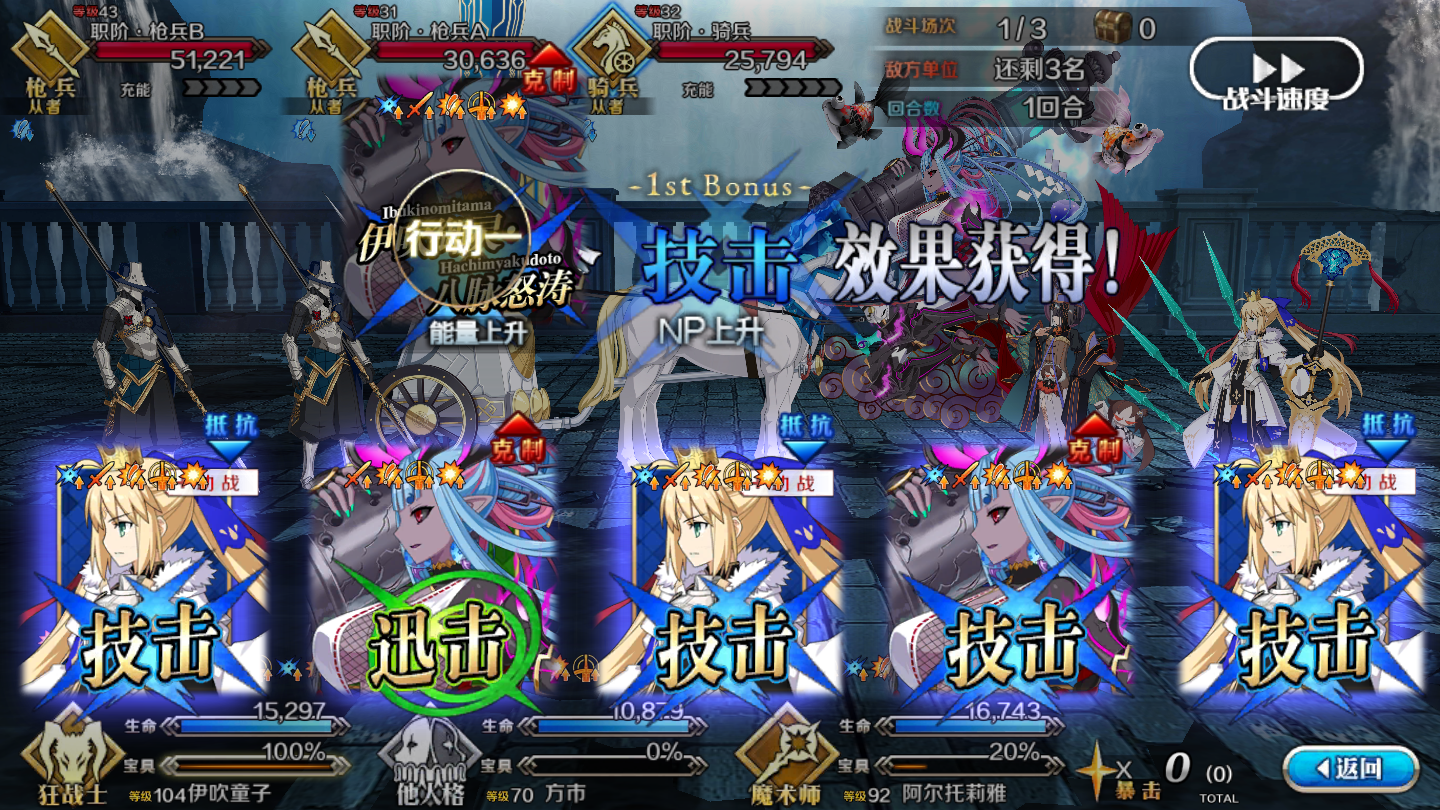 等级43
职阶·枪兵B
51,221
充能
枪兵
从者
等级31
职阶·枪兵A
30,636
枪兵
从者
克制
等级32
职阶·骑兵
25,794
充能
骑兵
从者
战斗场次 1/3 0
敌方单位 还剩3名
回合数 1回合
战斗速度
-1st Bonus-
技击 效果获得!
NP上升
Ibukinomitama
伊
行动一
Hachimyakudoto
八脉怒涛
能量上升
抵抗
克制
抵抗
克制
抵抗
技击
迅击
技击
技击
技击
生命 15,297
宝具 100%
狂战士
等级104伊吹童子
生命 10,879
宝具 0%
他人格
等级70 方市
生命 16,743
宝具 20%
魔术师
等级92 阿尔托莉雅
X
暴击
0
(0)
TOTAL
返回